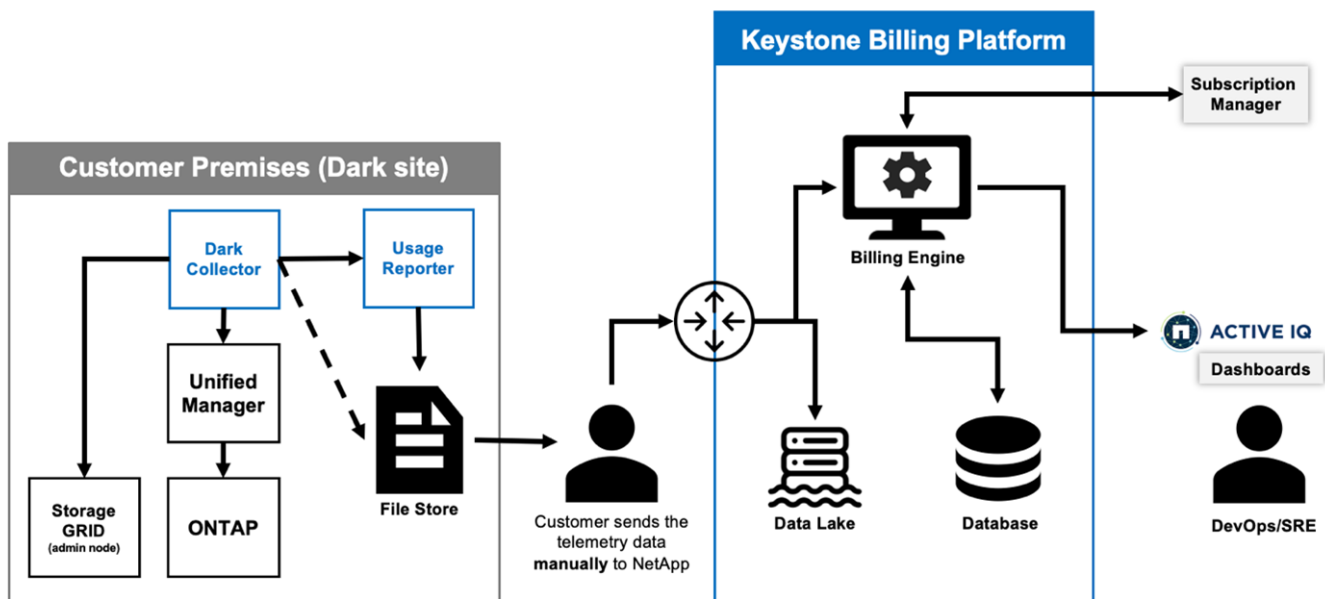 Keystone Billing Platform
Subscription
Manager
Customer Premises (Dark site)
Dark
Collector
Usage
Reporter
Billing Engine
ACTIVE IQ
Dashboards
Unified
Manager
Storage
GRID
(admin node)
ONTAP
File Store
Customer sends the
telemetry data
manually to NetApp
Data Lake
Database
DevOps/SRE